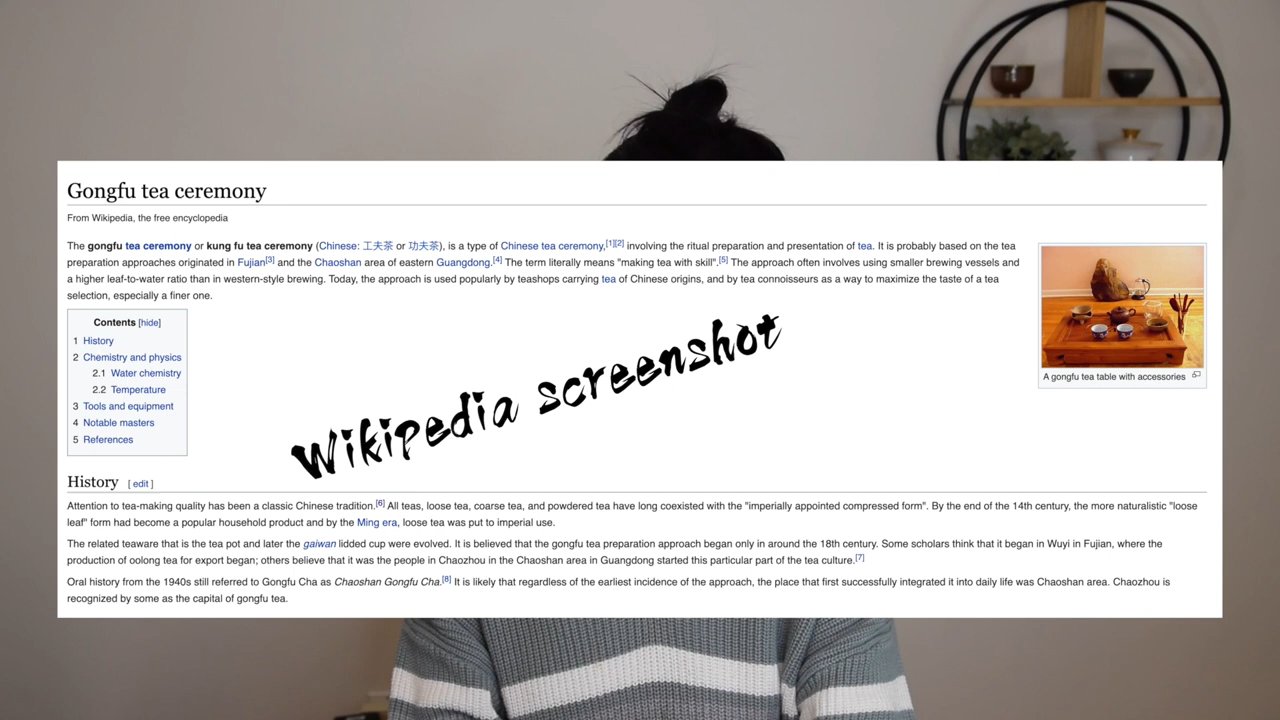 Gongfu tea ceremony
From Wikipedia, the free encyclopedia
The gongfu tea ceremony or kung fu tea ceremony (Chinese: 工夫茶 or 功夫茶), is a type of Chinese tea ceremony,[1][2] involving the ritual preparation and presentation of tea. It is probably based on the tea
preparation approaches originated in Fujian[3] and the Chaoshan area of eastern Guangdong.[4] The term literally means "making tea with skill".[5] The approach often involves using smaller brewing vessels and
a higher leaf-to-water ratio than in western-style brewing. Today, the approach is used popularly by teashops carrying tea of Chinese origins, and by tea connoisseurs as a way to maximize the taste of a tea
selection, especially a finer one.
A gongfu tea table with accessories
Contents [hide]
1 History
2 Chemistry and physics
2.1 Water chemistry
2.2 Temperature
3 Tools and equipment
4 Notable masters
5 References
Wikipedia screenshot
History [ edit ]
Attention to tea-making quality has been a classic Chinese tradition.[6] All teas, loose tea, coarse tea, and powdered tea have long coexisted with the "imperially appointed compressed form". By the end of the 14th century, the more naturalistic "loose
leaf" form had become a popular household product and by the Ming era, loose tea was put to imperial use.
The related teaware that is the tea pot and later the gaiwan lidded cup were evolved. It is believed that the gongfu tea preparation approach began only in around the 18th century. Some scholars think that it began in Wuyi in Fujian, where the
production of oolong tea for export began; others believe that it was the people in Chaozhou in the Chaoshan area in Guangdong started this particular part of the tea culture.[7]
Oral history from the 1940s still referred to Gongfu Cha as Chaoshan Gongfu Cha.[8] It is likely that regardless of the earliest incidence of the approach, the place that first successfully integrated it into daily life was Chaoshan area. Chaozhou is
recognized by some as the capital of gongfu tea.